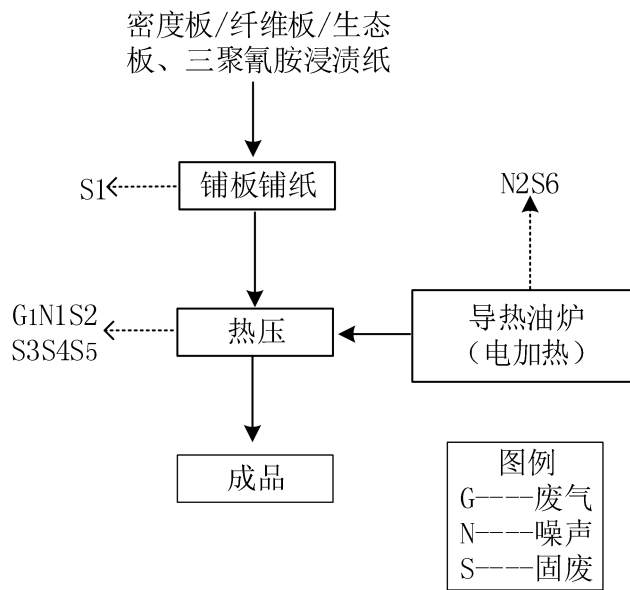 密度板/纤维板/生态
板、三聚氰胺浸渍纸
S1
铺板铺纸
N2S6
G1N1S2
S3S4S5
热压
导热油炉
（电加热）
成品
图例
G----废气
N----噪声
S----固废